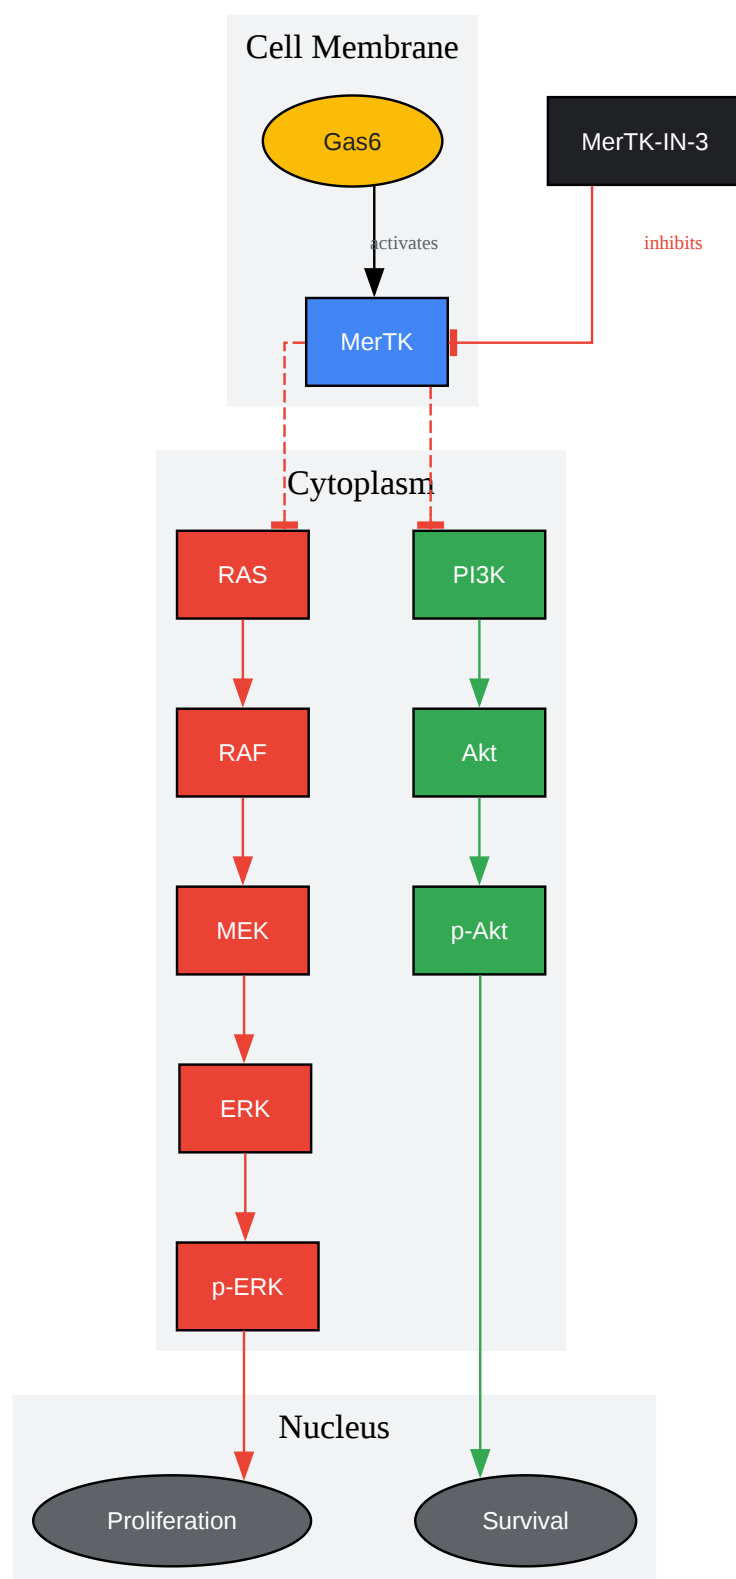 Cell Membrane
Gas6
MerTK-IN-3
activates
inhibits
MerTK
Cytoplasm
RAS
PI3K
RAF
Akt
MEK
p-Akt
ERK
p-ERK
Nucleus
Proliferation
Survival